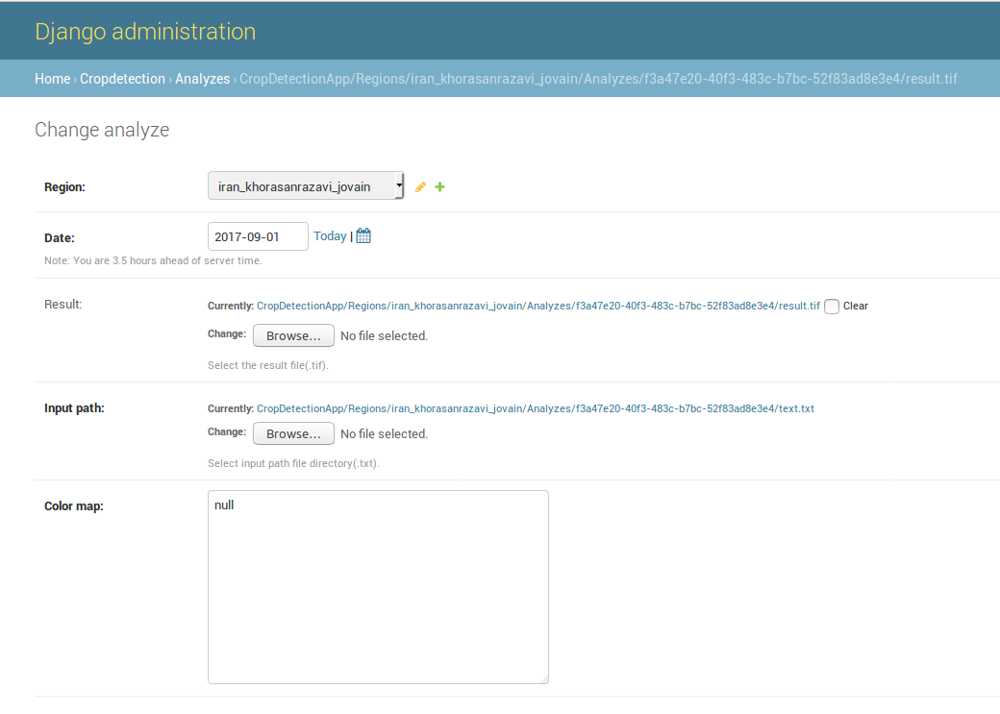 Django administration
Home › Cropdetection › Analyzes › CropDetectionApp/Regions/iran_khorasanrazavi_jovain/Analyzes/f3a47e20-40f3-483c-b7bc-52f83ad8e3e4/result.tif
Change analyze
Region: iran_khorasanrazavi_jovain
Date: 2017-09-01 Today |
Note: You are 3.5 hours ahead of server time.
Result: Currently: CropDetectionApp/Regions/iran_khorasanrazavi_jovain/Analyzes/f3a47e20-40f3-483c-b7bc-52f83ad8e3e4/result.tif Clear
Change: Browse... No file selected.
Select the result file(.tif).
Input path: Currently: CropDetectionApp/Regions/iran_khorasanrazavi_jovain/Analyzes/f3a47e20-40f3-483c-b7bc-52f83ad8e3e4/text.txt
Change: Browse... No file selected.
Select input path file directory(.txt).
Color map: null